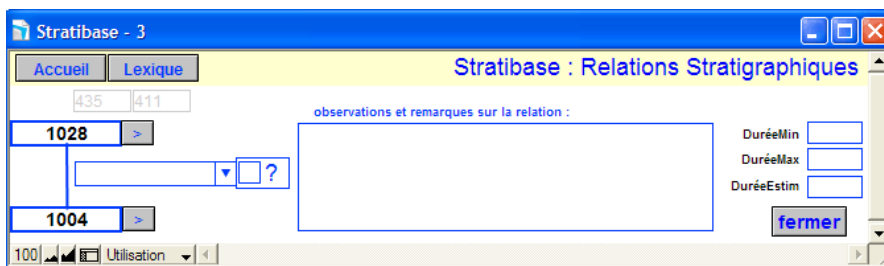 Stratibase - 3
Accueil Lexique Stratibase : Relations Stratigraphiques
435 411
observations et remarques sur la relation :
1028 >
DuréeMin
DuréeMax
?
DuréeEstim
1004 >
fermer
100 Utilisation